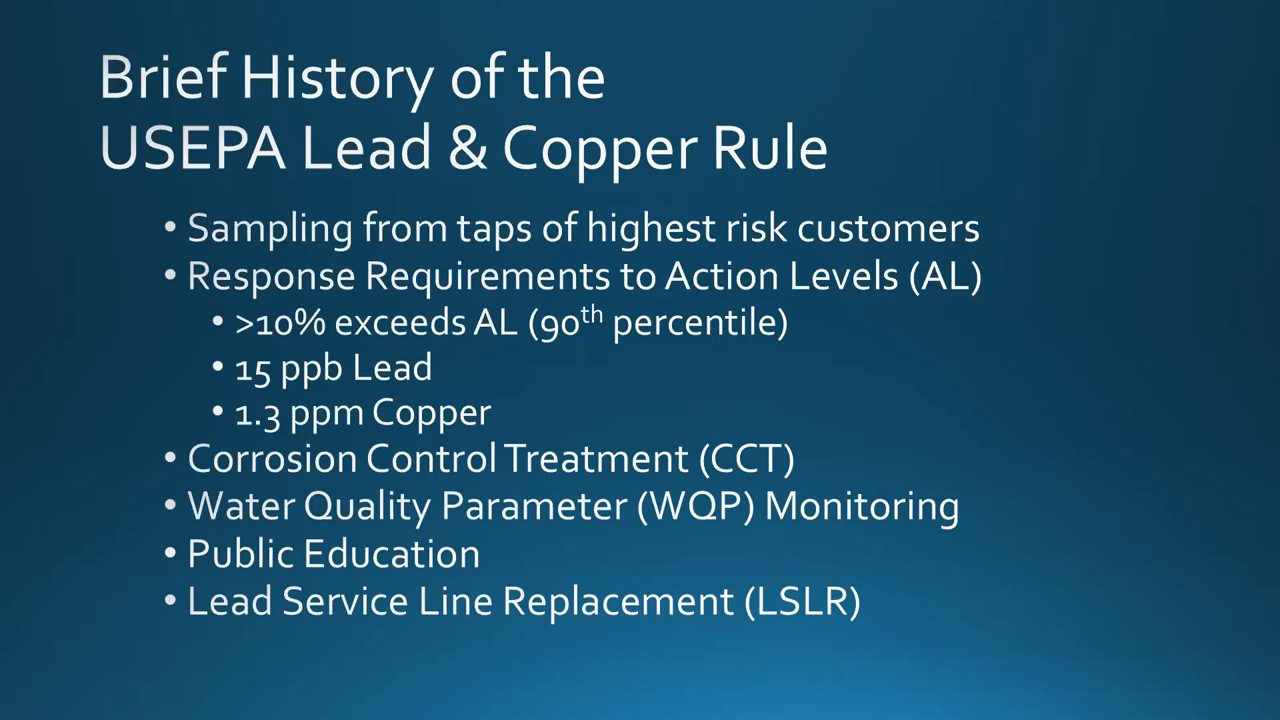 Brief History of the
USEPA Lead & Copper Rule
• Sampling from taps of highest risk customers
• Response Requirements to Action Levels (AL)
• >10% exceeds AL (90th percentile)
• 15 ppb Lead
• 1.3 ppm Copper
• Corrosion Control Treatment (CCT)
• Water Quality Parameter (WQP) Monitoring
• Public Education
• Lead Service Line Replacement (LSLR)